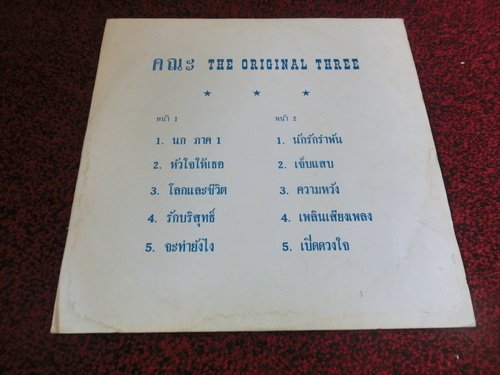 คณะ THE ORIGINAL THREE
หน้า 1
1. นก ภาค 1
2. หัวใจให้เธอ
3. โลกและชีวิต
4. รักบริสุทธิ์
5. จะทำยังไง
หน้า 2
1. นักรักรำพัน
2. เจ็บแสบ
3. ความหวัง
4. เพลินเสียงเพลง
5. เปิดดวงใจ